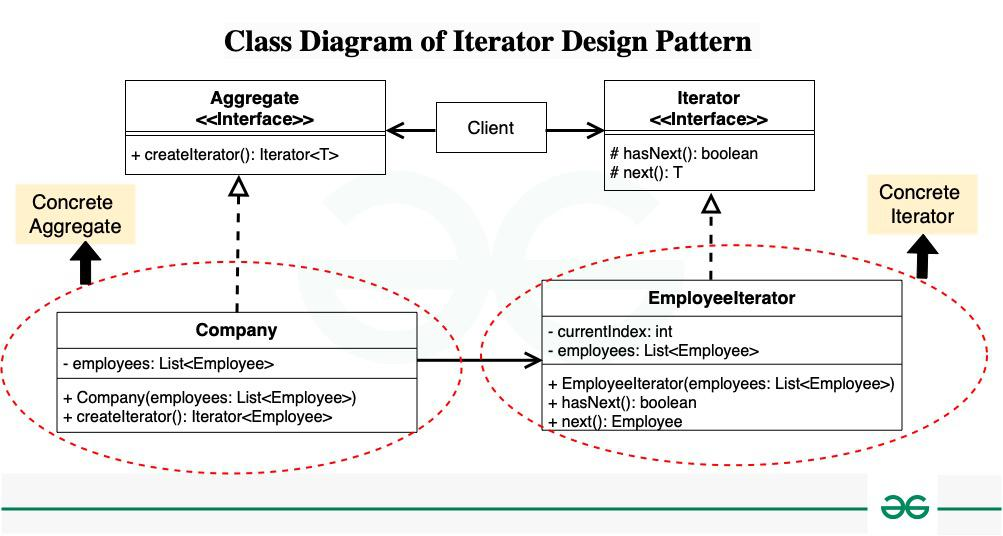 Class Diagram of Iterator Design Pattern
Aggregate
<<Interface>>
+ createIterator(): Iterator<T>
Client
Iterator
<<Interface>>
# hasNext(): boolean
# next(): T
Concrete
Aggregate
Concrete
Iterator
Company
- employees: List<Employee>
+ Company(employees: List<Employee>)
+ createIterator(): Iterator<Employee>
EmployeeIterator
- currentIndex: int
- employees: List<Employee>
+ EmployeeIterator(employees: List<Employee>)
+ hasNext(): boolean
+ next(): Employee